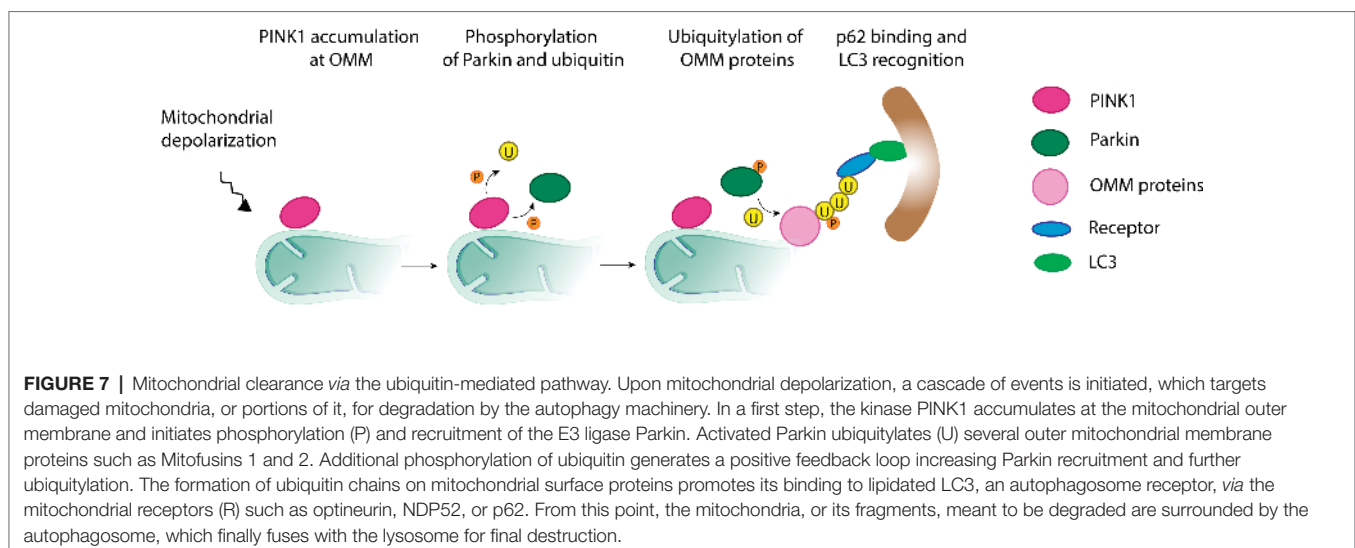 PINK1 accumulation
at OMM
Phosphorylation
of Parkin and ubiquitin
Ubiquitylation of
OMM proteins
p62 binding and
LC3 recognition
Mitochondrial
depolarization
P
U
P
P
U
U
U
U
U
P
PINK1
Parkin
OMM proteins
Receptor
LC3
FIGURE 7 | Mitochondrial clearance via the ubiquitin-mediated pathway. Upon mitochondrial depolarization, a cascade of events is initiated, which targets
damaged mitochondria, or portions of it, for degradation by the autophagy machinery. In a first step, the kinase PINK1 accumulates at the mitochondrial outer
membrane and initiates phosphorylation (P) and recruitment of the E3 ligase Parkin. Activated Parkin ubiquitylates (U) several outer mitochondrial membrane
proteins such as Mitofusins 1 and 2. Additional phosphorylation of ubiquitin generates a positive feedback loop increasing Parkin recruitment and further
ubiquitylation. The formation of ubiquitin chains on mitochondrial surface proteins promotes its binding to lipidated LC3, an autophagosome receptor, via the
mitochondrial receptors (R) such as optineurin, NDP52, or p62. From this point, the mitochondria, or its fragments, meant to be degraded are surrounded by the
autophagosome, which finally fuses with the lysosome for final destruction.